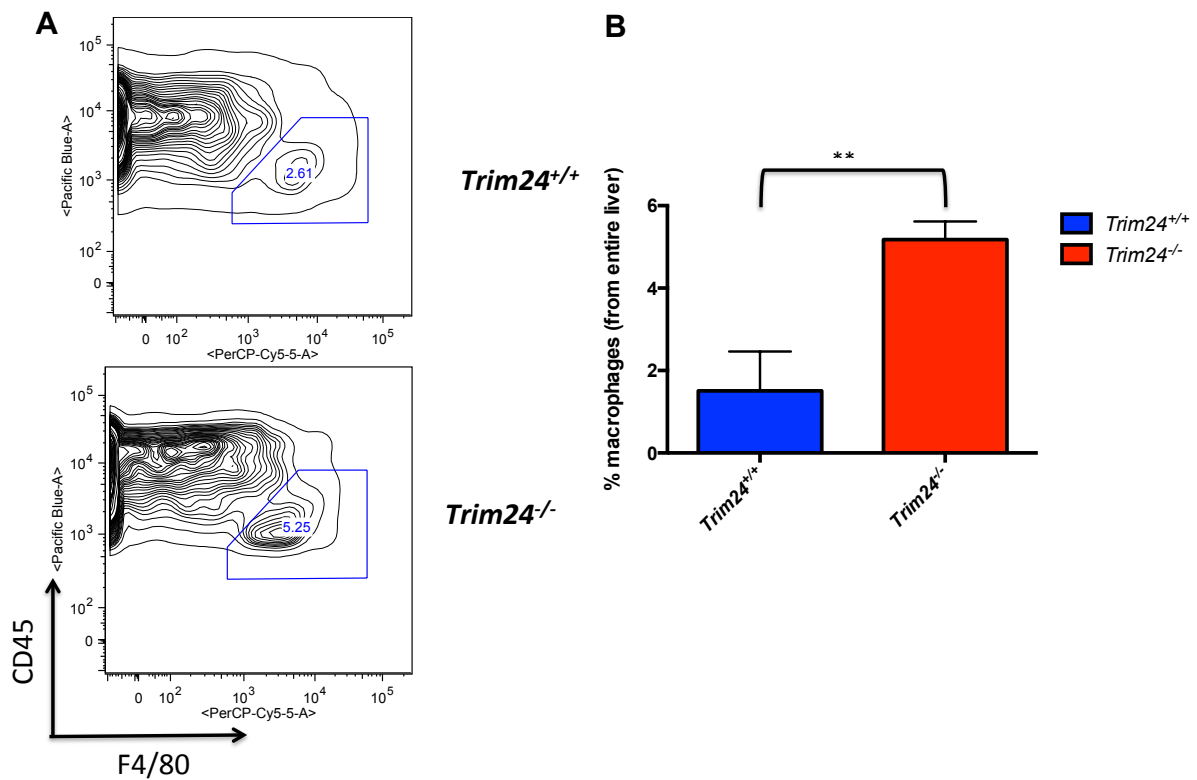 A
10⁵
10⁴
10³
10²
0
<Pacific Blue-A>
2.61
0 10² 10³ 10⁴ 10⁵
<PerCP-Cy5-5-A>
Trim24⁺/⁺
10⁵
10⁴
10³
10²
0
<Pacific Blue-A>
5.25
0 10² 10³ 10⁴ 10⁵
<PerCP-Cy5-5-A>
Trim24⁻/⁻
CD45
F4/80
B
**
% macrophages (from entire liver)
6
4
2
0
Trim24⁺/⁺
Trim24⁻/⁻
Trim24⁺/⁺
Trim24⁻/⁻